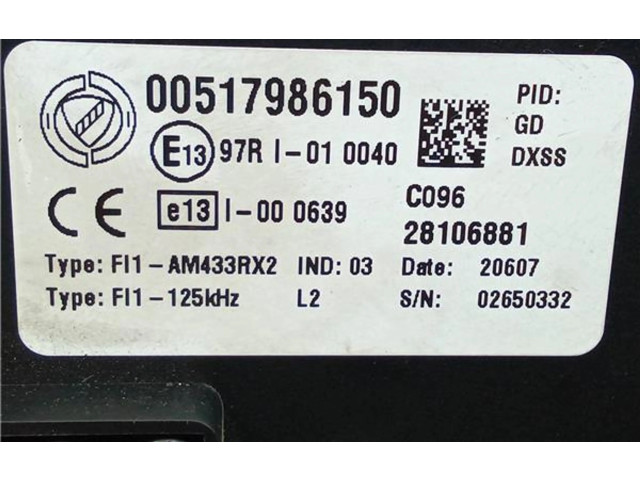 00517986150
PID:
GD
DXSS
E13 97R I-01 0040
CE e13 I-00 0639
C096
28106881
Type: FI1-AM433RX2 IND: 03 Date: 20607
Type: FI1-125kHz L2 S/N: 02650332